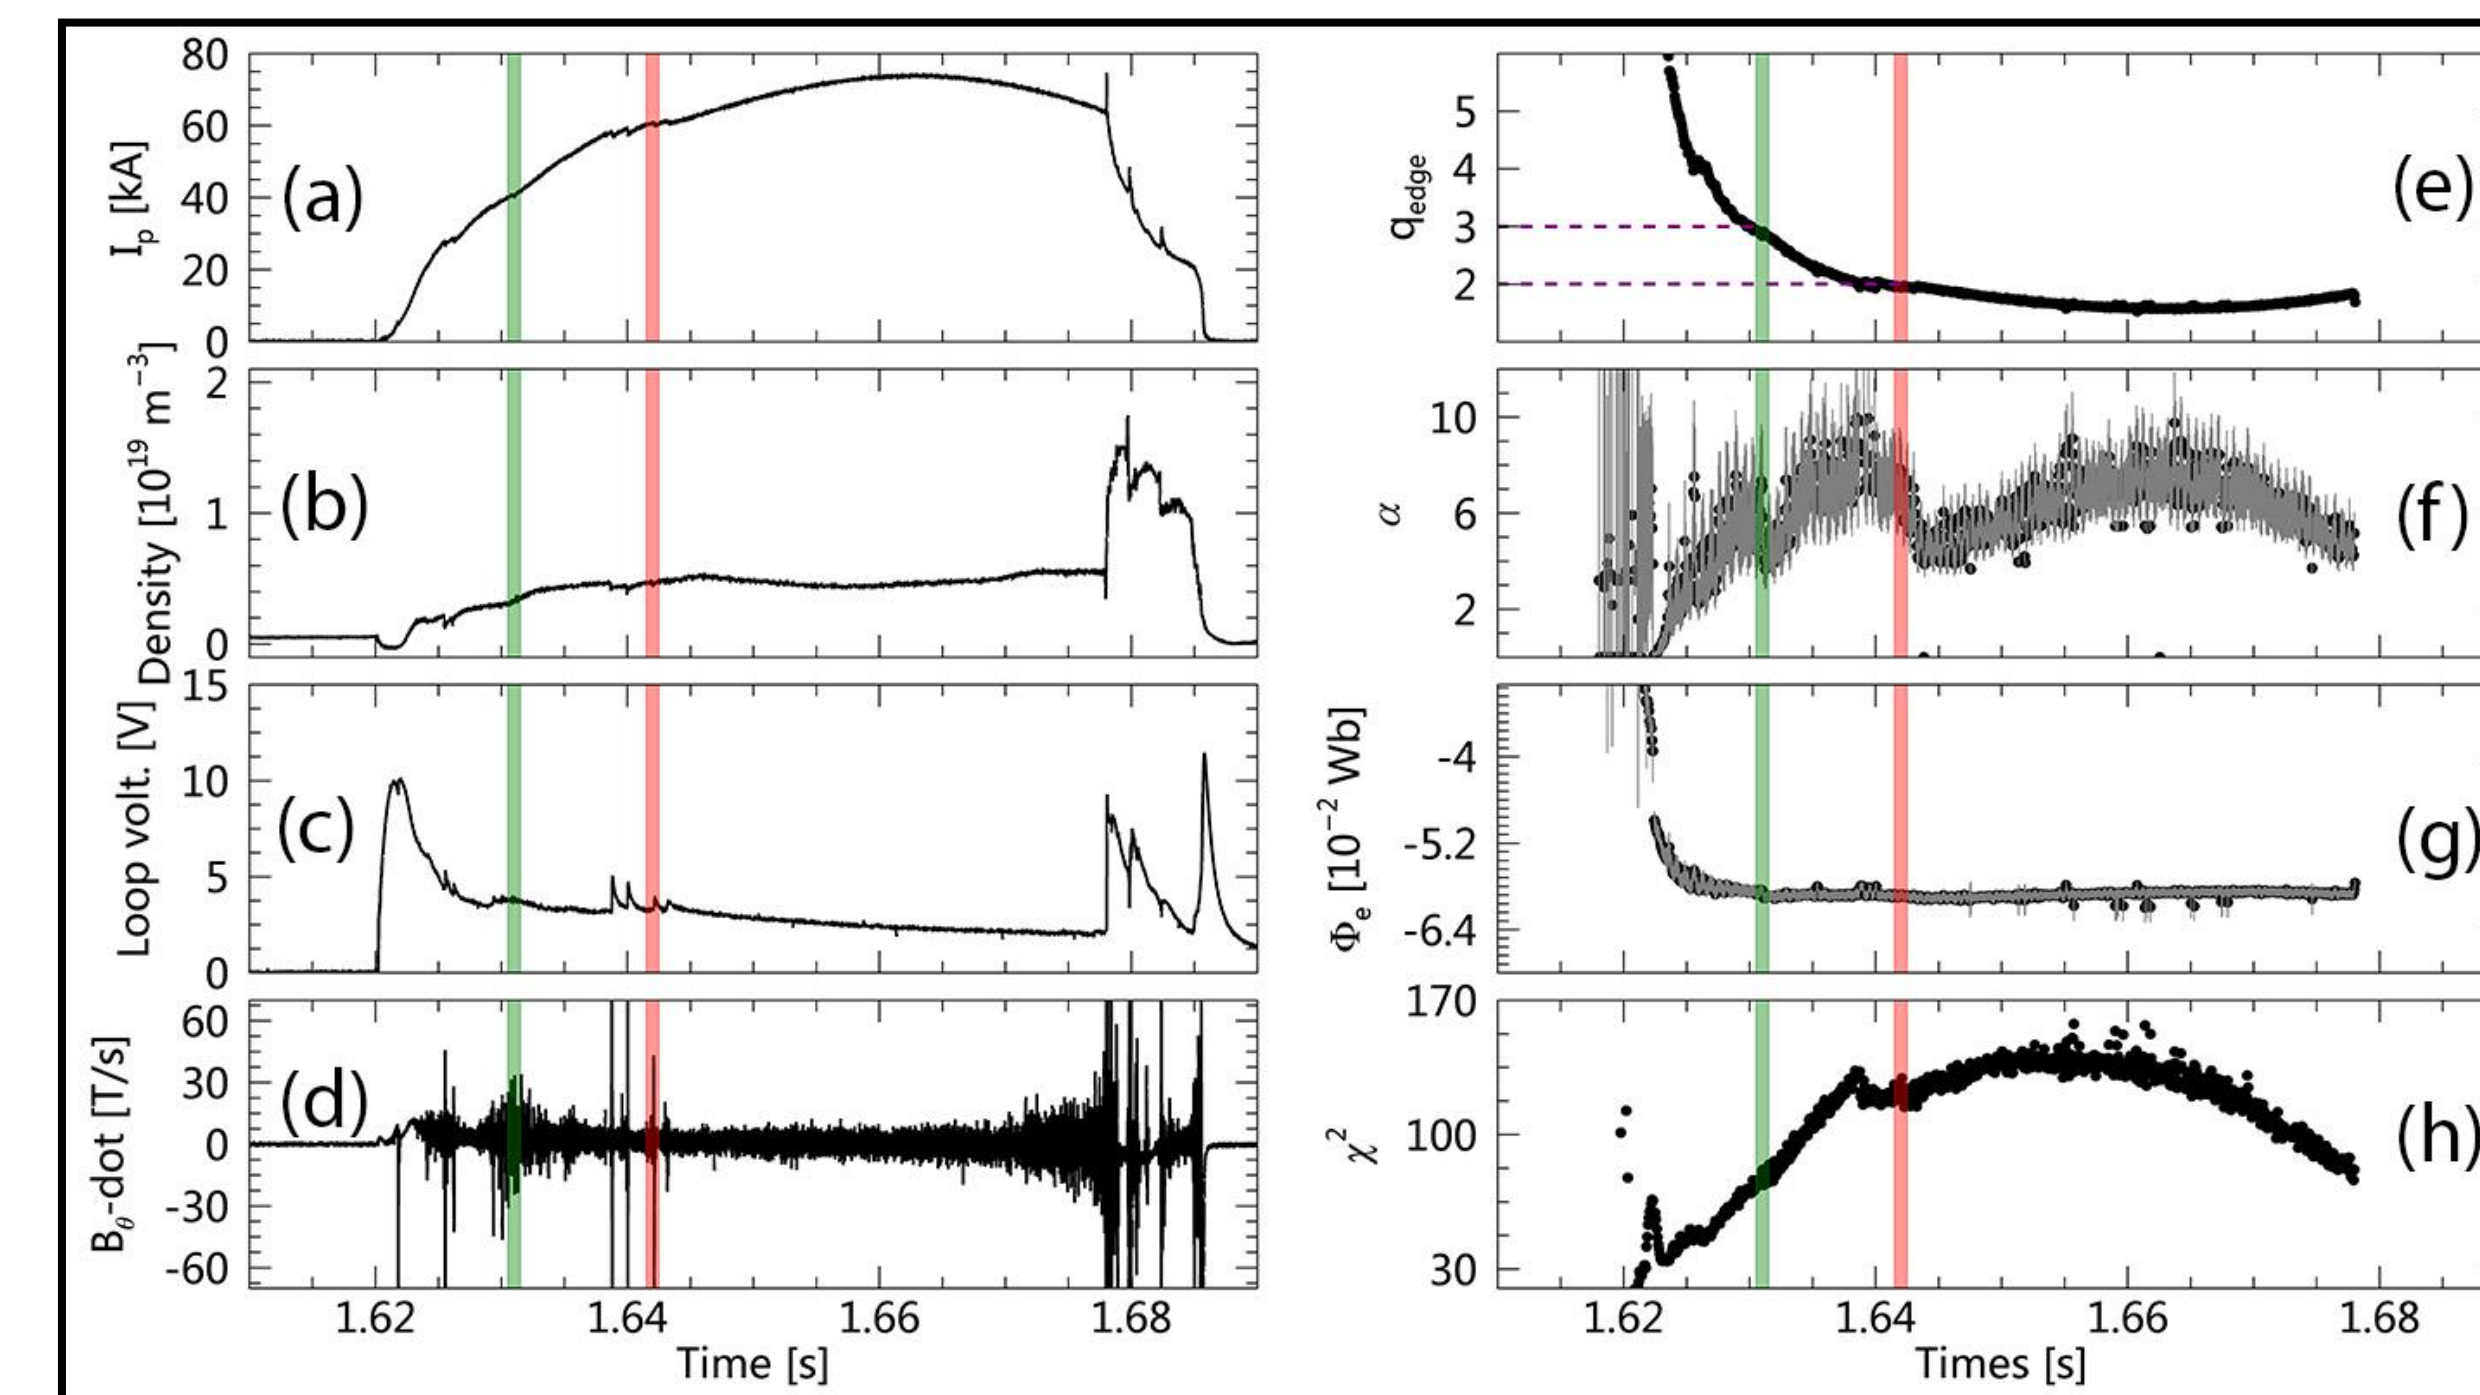 80
60
40
20
0
I_p [kA]
(a)
2
1
0
Density [10^19 m^−3]
(b)
15
10
5
0
Loop volt. [V]
(c)
60
30
0
-30
-60
B_θ-dot [T/s]
(d)
1.62 1.64 1.66 1.68
Time [s]
5
4
3
2
q_edge
(e)
10
6
2
α
(f)
-4
-5.2
-6.4
Φ_e [10^−2 Wb]
(g)
170
100
30
χ^2
(h)
1.62 1.64 1.66 1.68
Times [s]